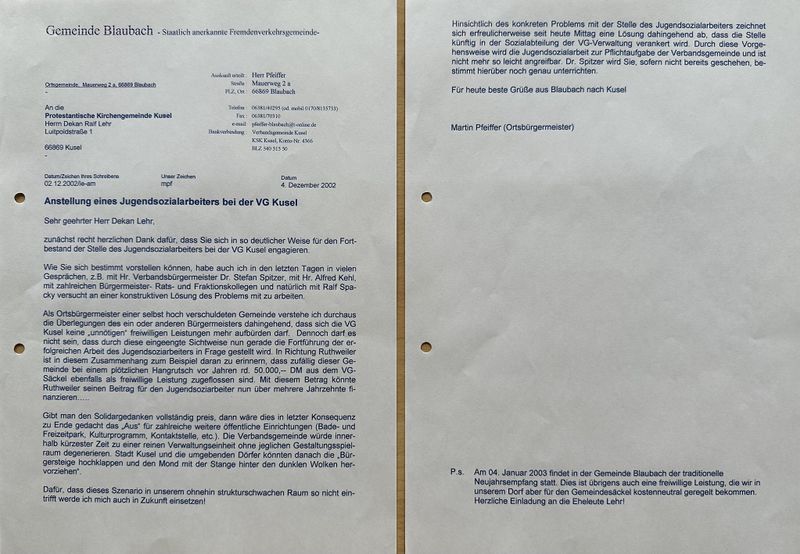 Gemeinde Blaubach - Staatlich anerkannte Fremdenverkehrsgemeinde-
Ortsgemeinde, Mauerweg 2 a, 66869 Blaubach
-
An die
Protestantische Kirchengemeinde Kusel
Herrn Dekan Ralf Lehr
Luitpoldstraße 1
66869 Kusel
-
Auskunft erteilt: Herr Pfeiffer
Straße Mauerweg 2 a
PLZ, Ort 66869 Blaubach
Telefon : 06381/40295 (od. mobil 0170/8135733)
Fax : 06381/70310
e-mail : pfeiffer-blaubach@t-online.de
Bankverbindung : Verbandsgemeinde Kusel
KSK Kusel, Konto-Nr. 4366
BLZ 540 515 50
Datum/Zeichen Ihres Schreibens Unser Zeichen Datum
02.12.2002/le-am mpf 4. Dezember 2002
Anstellung eines Jugendsozialarbeiters bei der VG Kusel
Sehr geehrter Herr Dekan Lehr,
zunächst recht herzlichen Dank dafür, dass Sie sich in so deutlicher Weise für den Fort-
bestand der Stelle des Jugendsozialarbeiters bei der VG Kusel engagieren.
Wie Sie sich bestimmt vorstellen können, habe auch ich in den letzten Tagen in vielen
Gesprächen, z.B. mit Hr. Verbandsbürgermeister Dr. Stefan Spitzer, mit Hr. Alfred Kehl,
mit zahlreichen Bürgermeister- Rats- und Fraktionskollegen und natürlich mit Ralf Spa-
cky versucht an einer konstruktiven Lösung des Problems mit zu arbeiten.
Als Ortsbürgermeister einer selbst hoch verschuldeten Gemeinde verstehe ich durchaus
die Überlegungen des ein oder anderen Bürgermeisters dahingehend, dass sich die VG
Kusel keine „unnötigen“ freiwilligen Leistungen mehr aufbürden darf. Dennoch darf es
nicht sein, dass durch diese eingeengte Sichtweise nun gerade die Fortführung der er-
folgreichen Arbeit des Jugendsoziarbeiters in Frage gestellt wird. In Richtung Ruthweiler
ist in diesem Zusammenhang zum Beispiel daran zu erinnern, dass zufällig dieser Ge-
meinde bei einem plötzlichen Hangrutsch vor Jahren rd. 50.000,-- DM aus dem VG-
Säckel ebenfalls als freiwillige Leistung zugeflossen sind. Mit diesem Betrag könnte
Ruthweiler seinen Beitrag für den Jugendsoziarbeiter nun über mehrere Jahrzehnte fi-
nanzieren.....
Gibt man den Solidargedanken vollständig preis, dann wäre dies in letzter Konsequenz
zu Ende gedacht das „Aus“ für zahlreiche weitere öffentliche Einrichtungen (Bade- und
Freizeitpark, Kulturprogramm, Kontaktstelle, etc.). Die Verbandsgemeinde würde inner-
halb kürzester Zeit zu einer reinen Verwaltungseinheit ohne jeglichen Gestaltungsspiel-
raum degenerieren. Stadt Kusel und die umgebenden Dörfer könnten danach die „Bür-
gersteige hochklappen und den Mond mit der Stange hinter den dunklen Wolken her-
vorziehen“.
Dafür, dass dieses Szenario in unserem ohnehin strukturschwachen Raum so nicht ein-
trifft werde ich mich auch in Zukunft einsetzen!
Hinsichtlich des konkreten Problems mit der Stelle des Jugendsozialarbeiters zeichnet
sich erfreulicherweise seit heute Mittag eine Lösung dahingehend ab, dass die Stelle
künftig in der Sozialabteilung der VG-Verwaltung verankert wird. Durch diese Vorge-
hensweise wird die Jugendsozialarbeit zur Pflichtaufgabe der Verbandsgemeinde und ist
nicht mehr so leicht angreifbar. Dr. Spitzer wird Sie, sofern nicht bereits geschehen, be-
stimmt hierüber noch genau unterrichten.
Für heute beste Grüße aus Blaubach nach Kusel
Martin Pfeiffer (Ortsbürgermeister)
P.s. Am 04. Januar 2003 findet in der Gemeinde Blaubach der traditionelle
Neujahrsempfang statt. Dies ist übrigens auch eine freiwillige Leistung, die wir in
unserem Dorf aber für den Gemeindesäckel kostenneutral geregelt bekommen.
Herzliche Einladung an die Eheleute Lehr!